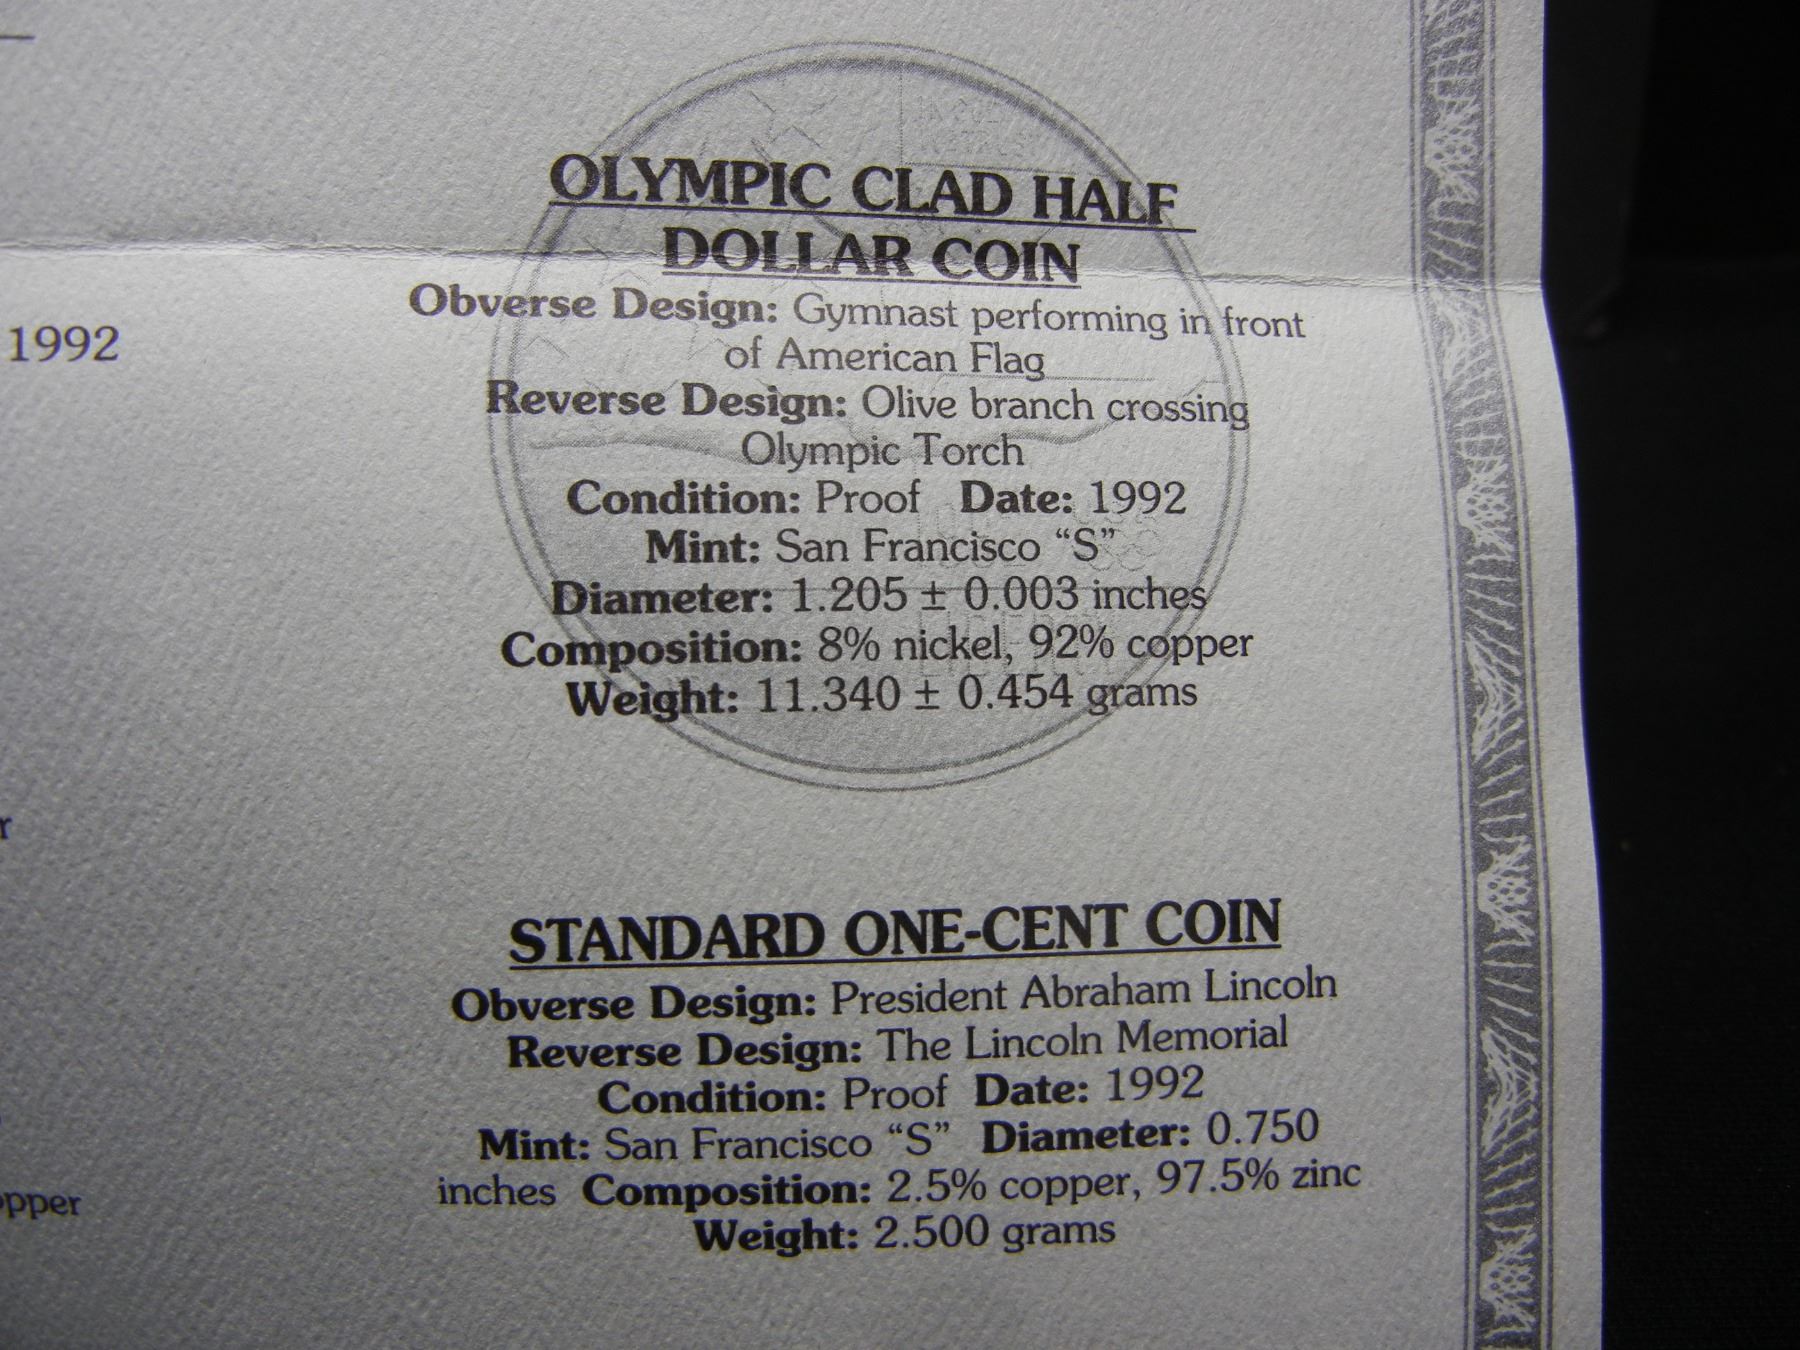 1992
r
opper
OLYMPIC CLAD HALF
DOLLAR COIN
Obverse Design: Gymnast performing in front
of American Flag
Reverse Design: Olive branch crossing
Olympic Torch
Condition: Proof Date: 1992
Mint: San Francisco “S”
Diameter: 1.205 ± 0.003 inches
Composition: 8% nickel, 92% copper
Weight: 11.340 ± 0.454 grams
STANDARD ONE-CENT COIN
Obverse Design: President Abraham Lincoln
Reverse Design: The Lincoln Memorial
Condition: Proof Date: 1992
Mint: San Francisco “S” Diameter: 0.750
inches Composition: 2.5% copper, 97.5% zinc
Weight: 2.500 grams